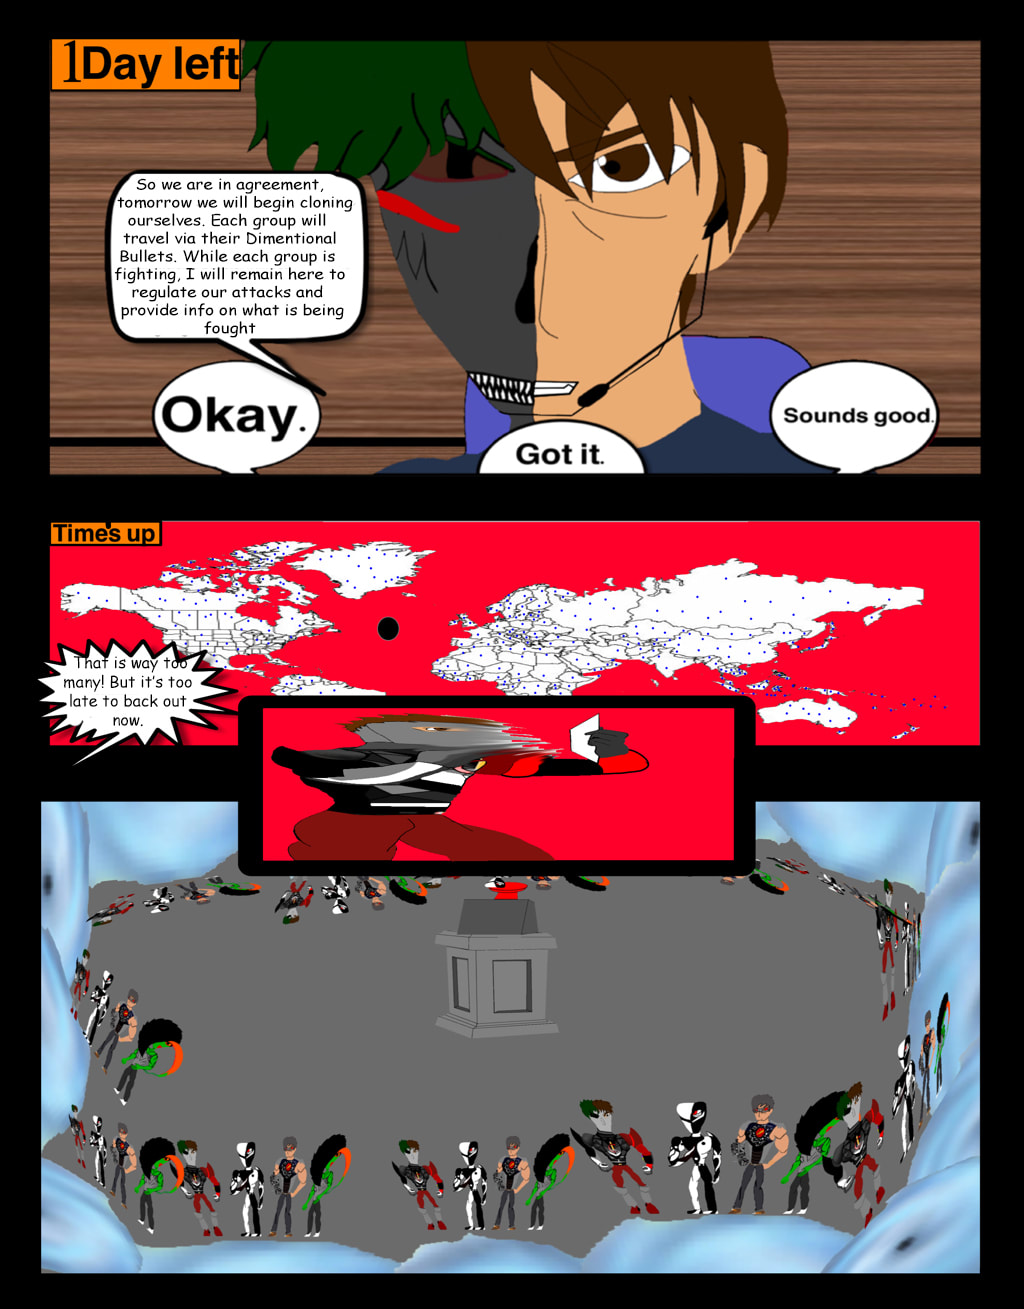 1Day left
So we are in agreement,
tomorrow we will begin cloning
ourselves. Each group will
travel via their Dimentional
Bullets. While each group is
fighting, I will remain here to
regulate our attacks and
provide info on what is being
fought
Okay.
Got it.
Sounds good.
Time's up
That is way too
many! But it's too
late to back out
now.